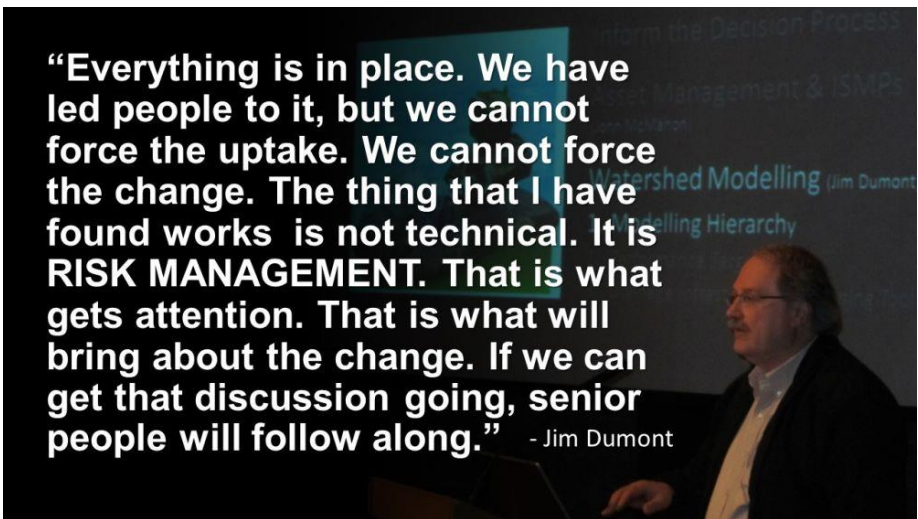 “Everything is in place. We have
led people to it, but we cannot
force the uptake. We cannot force
the change. The thing that I have
found works is not technical. It is
RISK MANAGEMENT. That is what
gets attention. That is what will
bring about the change. If we can
get that discussion going, senior
people will follow along.” - Jim Dumont
Inform the Decision Process
Asset Management & ISMPs
Watershed Modelling (Jim Dumont
1. Modelling Hierarchy